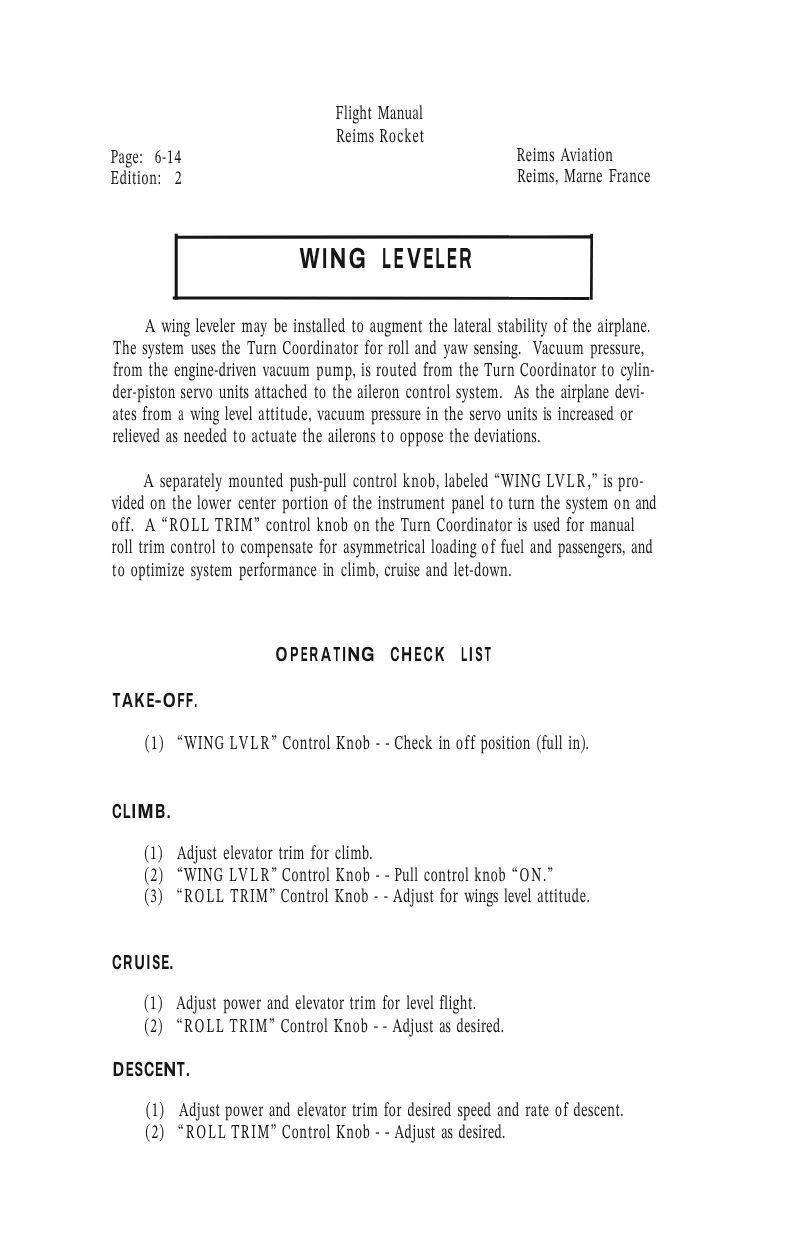 Flight Manual
Reims Rocket
Page: 6-14
Edition: 2
Reims Aviation
Reims, Marne France
WING LEVELER
A wing leveler may be installed to augment the lateral stability of the airplane.
The system uses the Turn Coordinator for roll and yaw sensing. Vacuum pressure,
from the engine-driven vacuum pump, is routed from the Turn Coordinator to cylin-
der-piston servo units attached to the aileron control system. As the airplane devi-
ates from a wing level attitude, vacuum pressure in the servo units is increased or
relieved as needed to actuate the ailerons to oppose the deviations.
A separately mounted push-pull control knob, labeled “WING LVLR,” is pro-
vided on the lower center portion of the instrument panel to turn the system on and
off. A “ROLL TRIM” control knob on the Turn Coordinator is used for manual
roll trim control to compensate for asymmetrical loading of fuel and passengers, and
to optimize system performance in climb, cruise and let-down.
OPERATING CHECK LIST
TAKE-OFF.
(1) “WING LVLR” Control Knob - - Check in off position (full in).
CLIMB.
(1) Adjust elevator trim for climb.
(2) “WING LVLR” Control Knob - - Pull control knob “ON.”
(3) “ROLL TRIM” Control Knob - - Adjust for wings level attitude.
CRUISE.
(1) Adjust power and elevator trim for level flight.
(2) “ROLL TRIM” Control Knob - - Adjust as desired.
DESCENT.
(1) Adjust power and elevator trim for desired speed and rate of descent.
(2) “ROLL TRIM” Control Knob - - Adjust as desired.